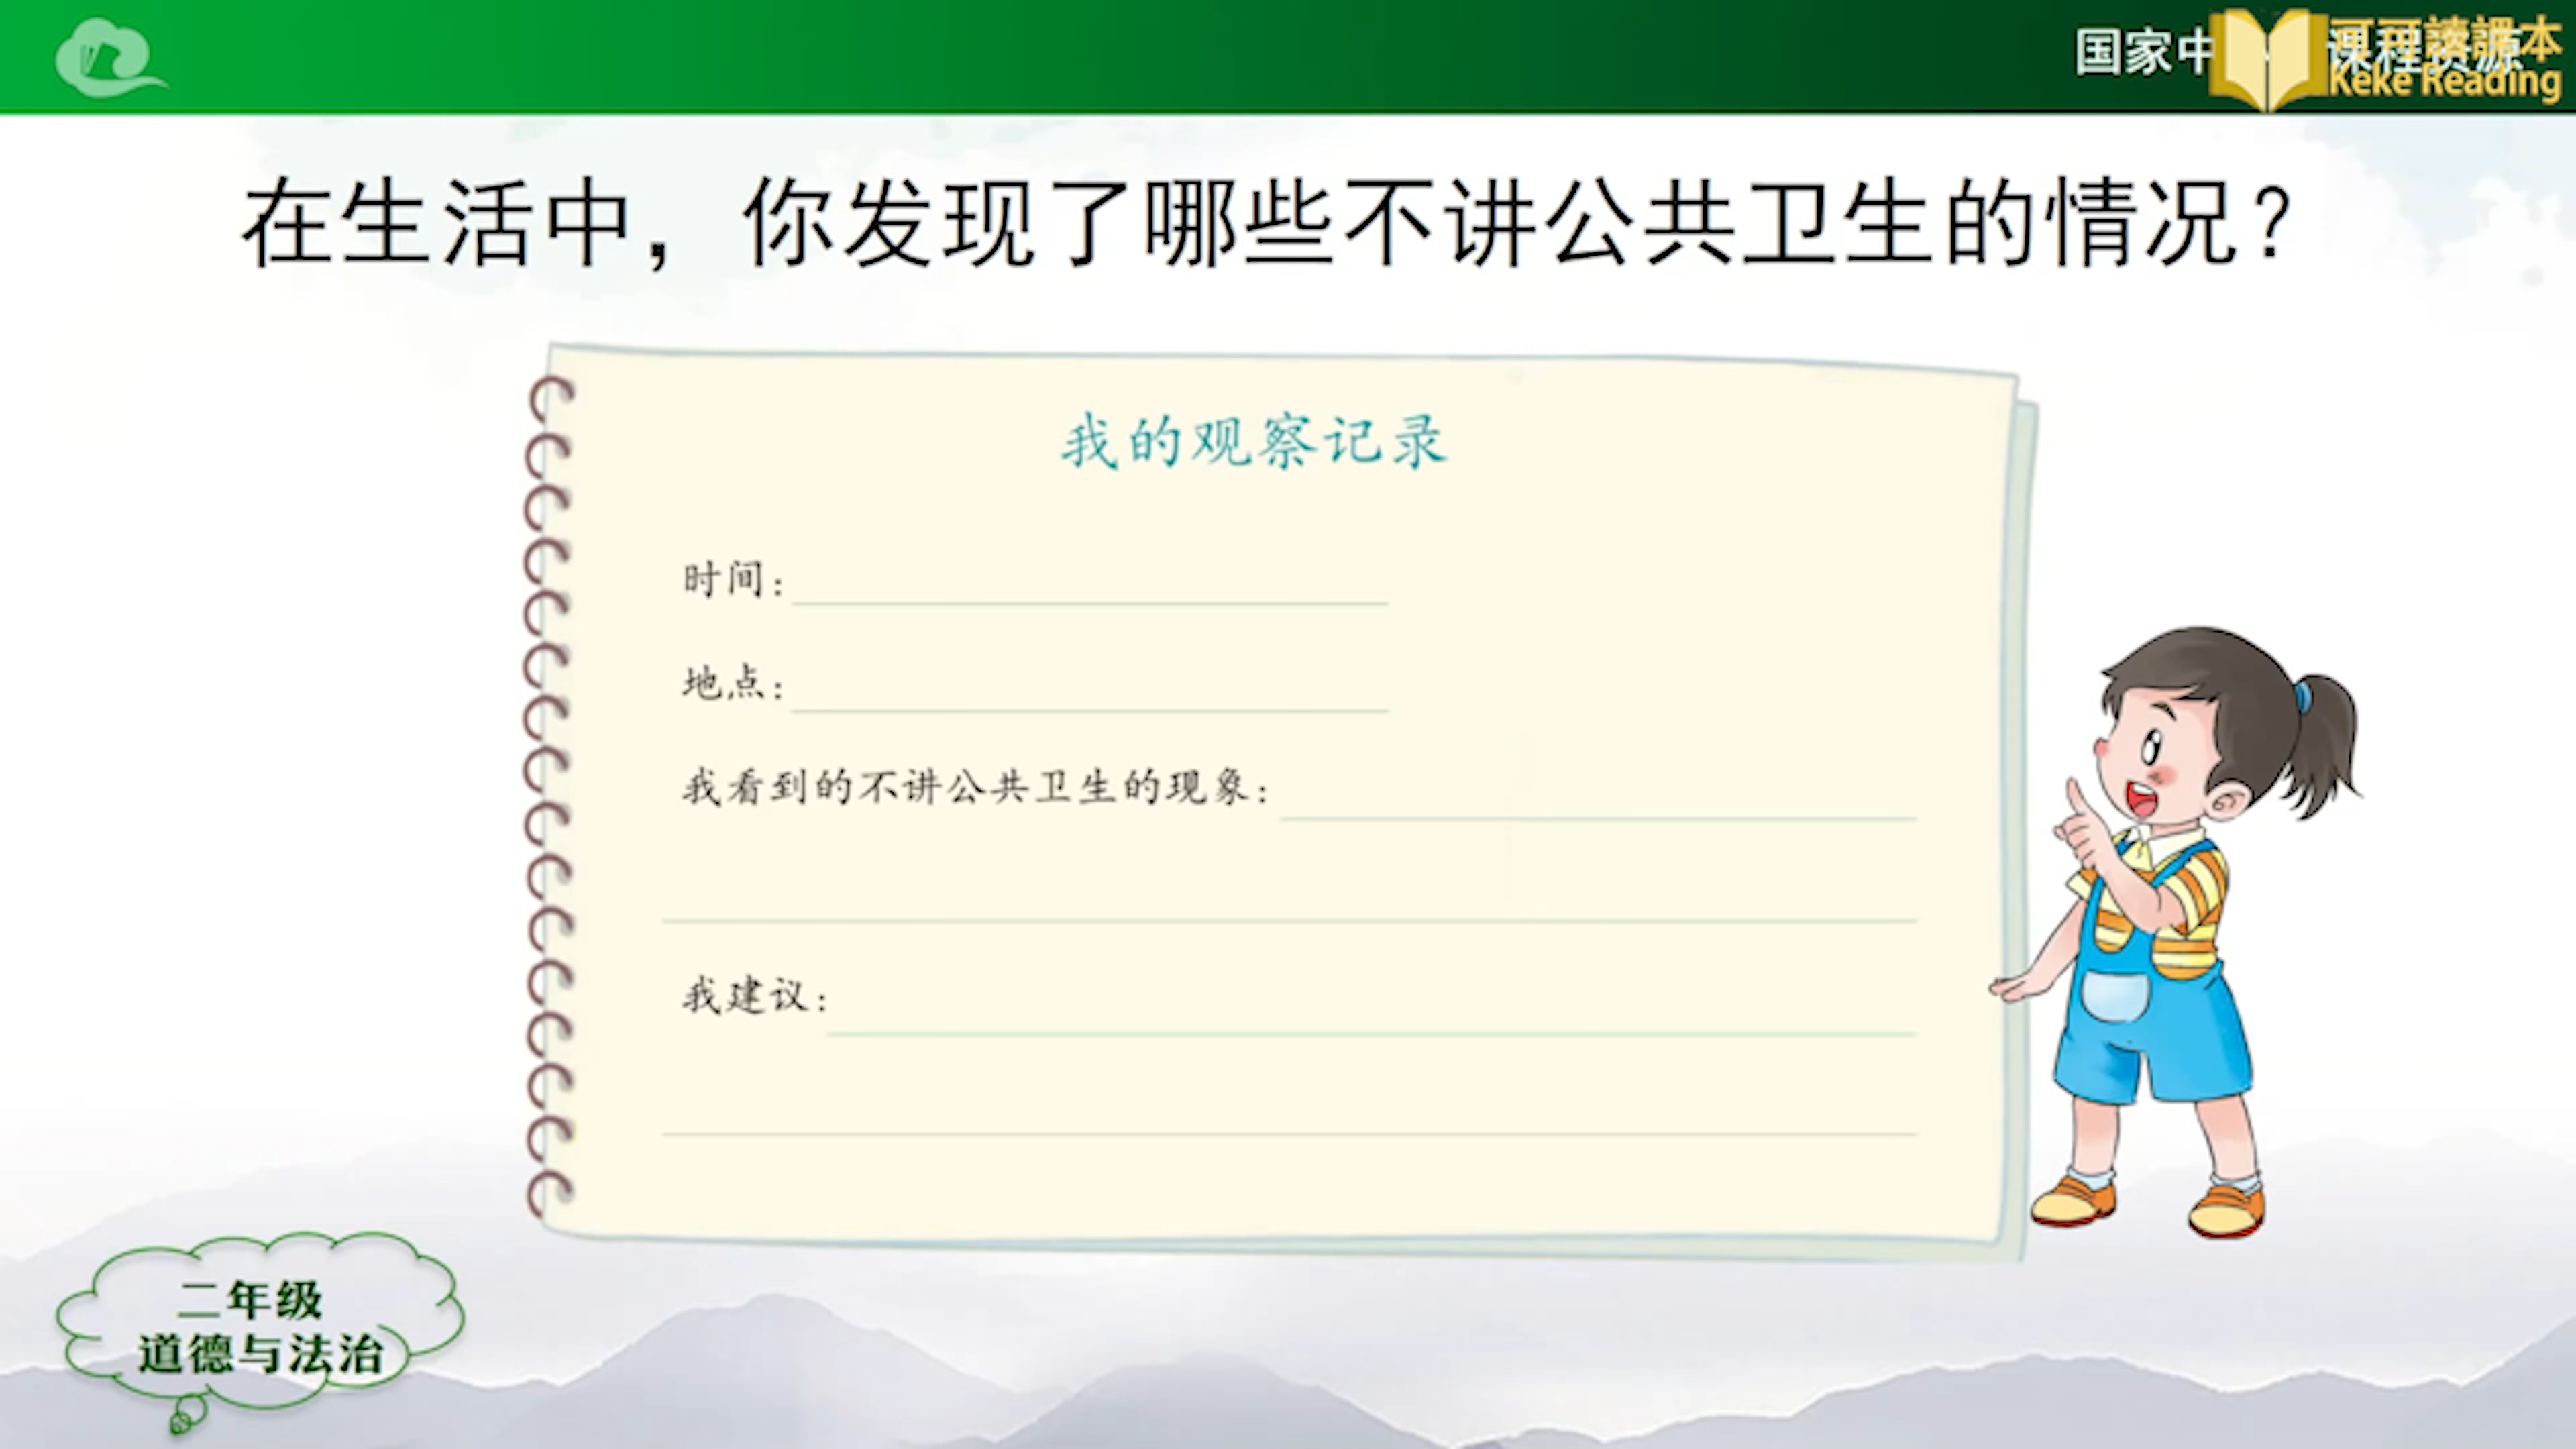 国家中
可可读課本
Keke Reading
在生活中，你发现了哪些不讲公共卫生的情况？
我的观察记录
时间：
地点：
我看到的不讲公共卫生的现象：
我建议：
二年级
道德与法治